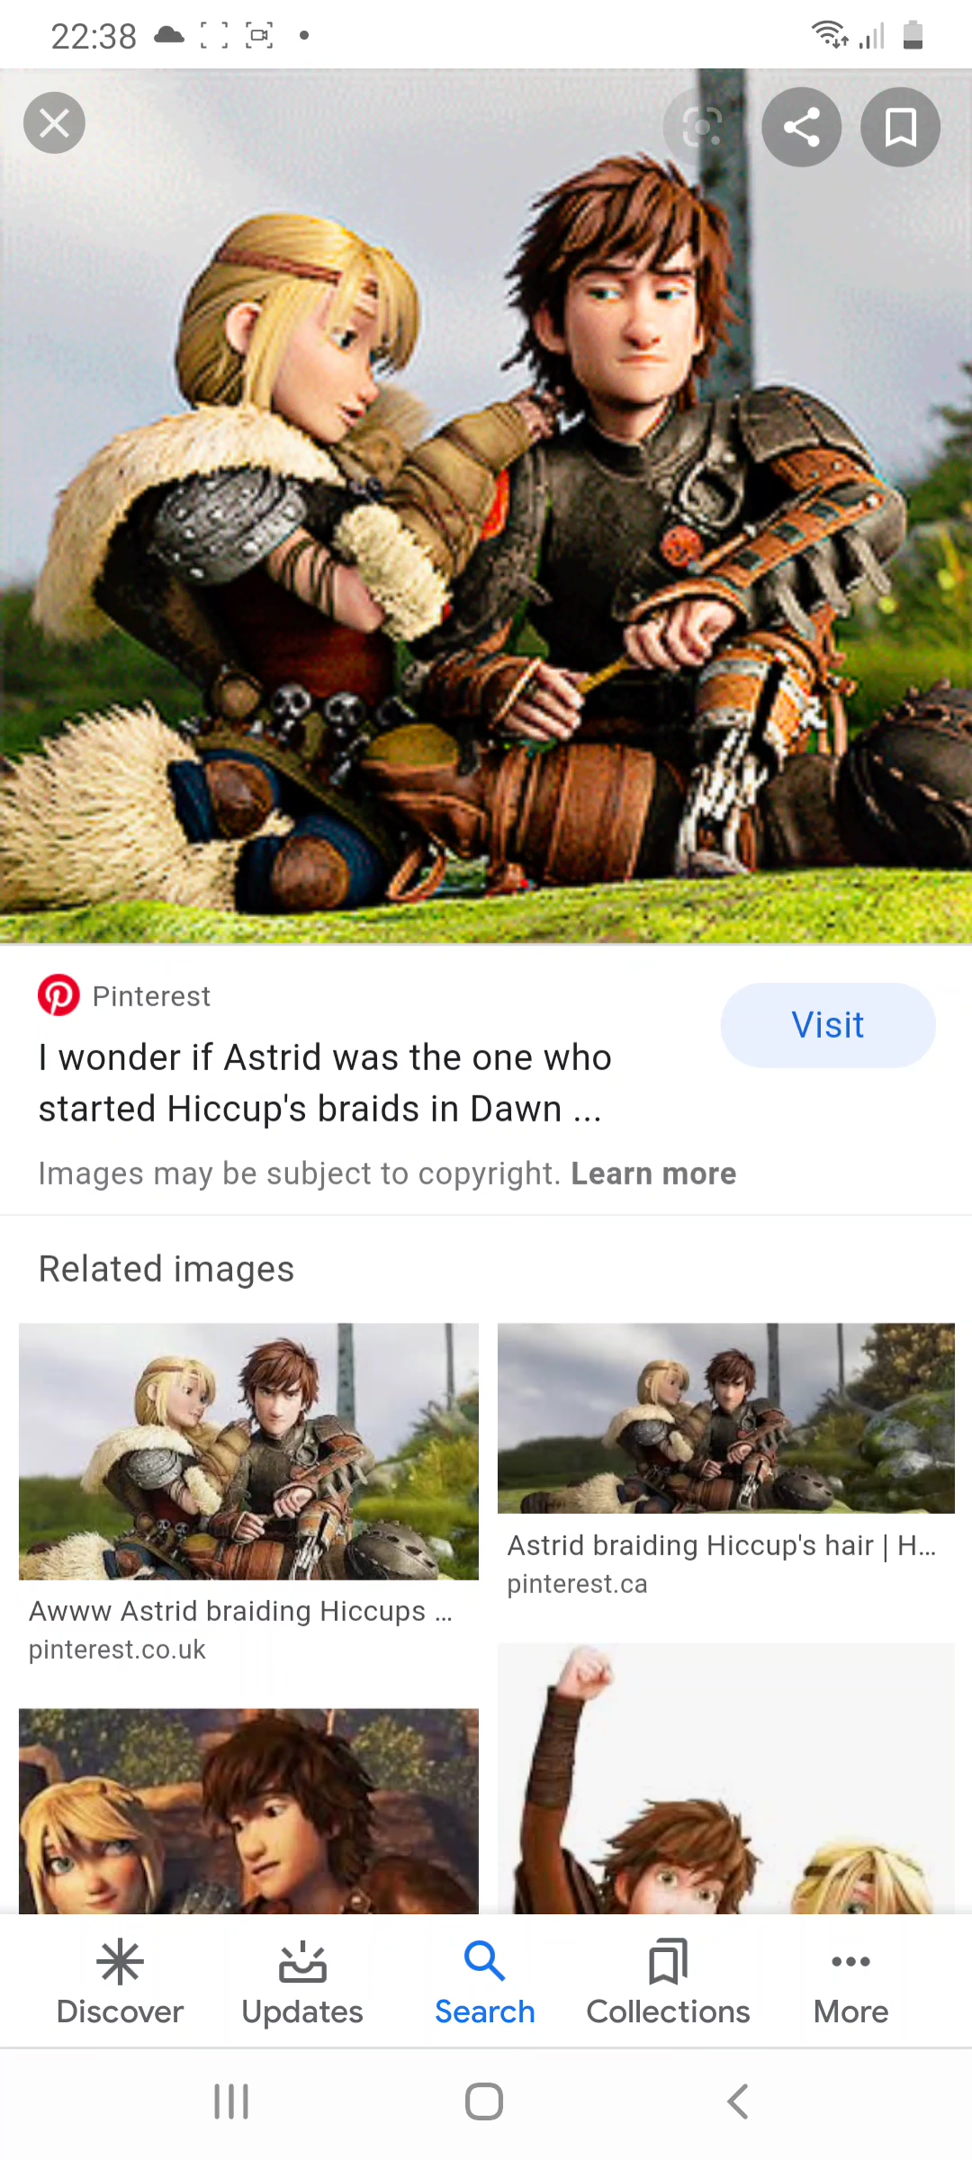 22:38
Pinterest
Visit
I wonder if Astrid was the one who
started Hiccup's braids in Dawn ...
Images may be subject to copyright. Learn more
Related images
Awww Astrid braiding Hiccups ...
pinterest.co.uk
Astrid braiding Hiccup's hair | H...
pinterest.ca
Discover
Updates
Search
Collections
More